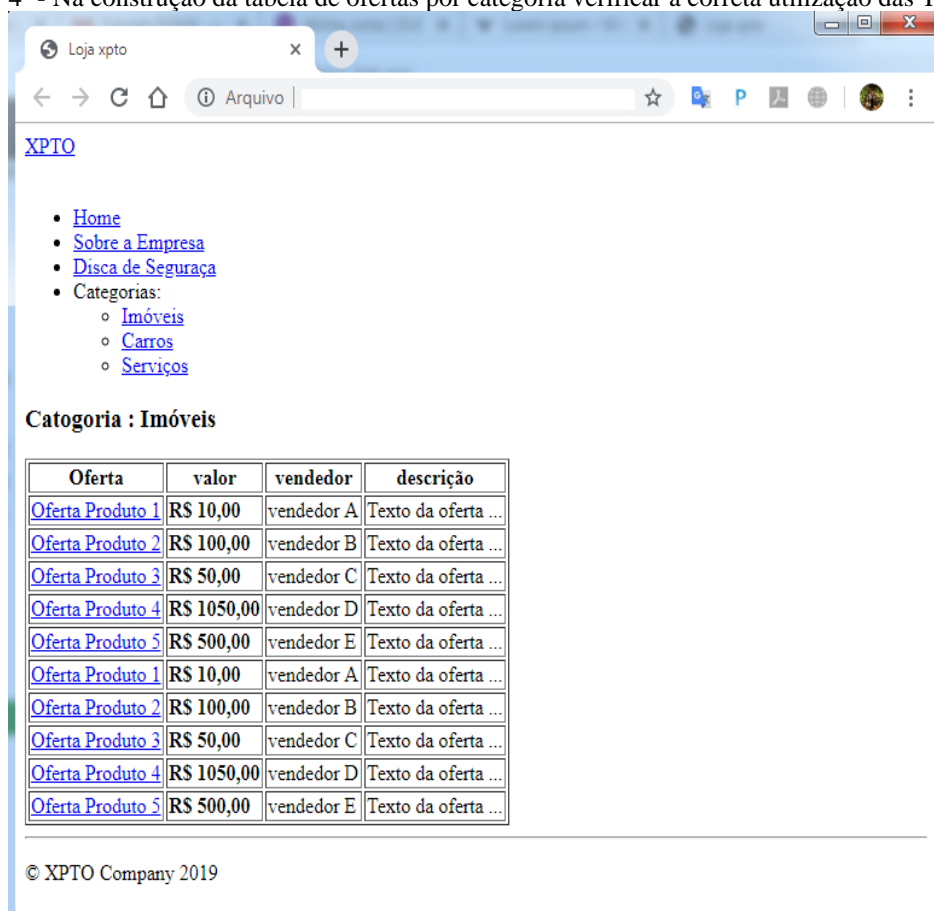 4 - Na construção da tabela de ofertas por categoria verificar a correta utilização das
Loja xpto
Arquivo
XPTO
Home
Sobre a Empresa
Disca de Seguraça
Categorias:
Imóveis
Carros
Serviços
Catogoria : Imóveis
Oferta valor vendedor descrição
Oferta Produto 1 R$ 10,00 vendedor A Texto da oferta ...
Oferta Produto 2 R$ 100,00 vendedor B Texto da oferta ...
Oferta Produto 3 R$ 50,00 vendedor C Texto da oferta ...
Oferta Produto 4 R$ 1050,00 vendedor D Texto da oferta ...
Oferta Produto 5 R$ 500,00 vendedor E Texto da oferta ...
Oferta Produto 1 R$ 10,00 vendedor A Texto da oferta ...
Oferta Produto 2 R$ 100,00 vendedor B Texto da oferta ...
Oferta Produto 3 R$ 50,00 vendedor C Texto da oferta ...
Oferta Produto 4 R$ 1050,00 vendedor D Texto da oferta ...
Oferta Produto 5 R$ 500,00 vendedor E Texto da oferta ...
© XPTO Company 2019